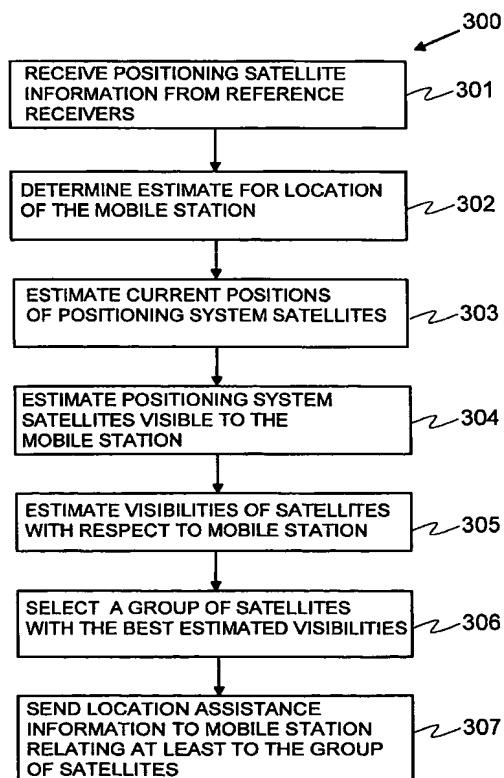 300
RECEIVE POSITIONING SATELLITE
INFORMATION FROM REFERENCE
RECEIVERS
301
DETERMINE ESTIMATE FOR LOCATION
OF THE MOBILE STATION
302
ESTIMATE CURRENT POSITIONS
OF POSITIONING SYSTEM SATELLITES
303
ESTIMATE POSITIONING SYSTEM
SATELLITES VISIBLE TO THE
MOBILE STATION
304
ESTIMATE VISIBILITIES OF SATELLITES
WITH RESPECT TO MOBILE STATION
305
SELECT A GROUP OF SATELLITES
WITH THE BEST ESTIMATED VISIBILITIES
306
SEND LOCATION ASSISTANCE
INFORMATION TO MOBILE STATION
RELATING AT LEAST TO THE GROUP
OF SATELLITES
307